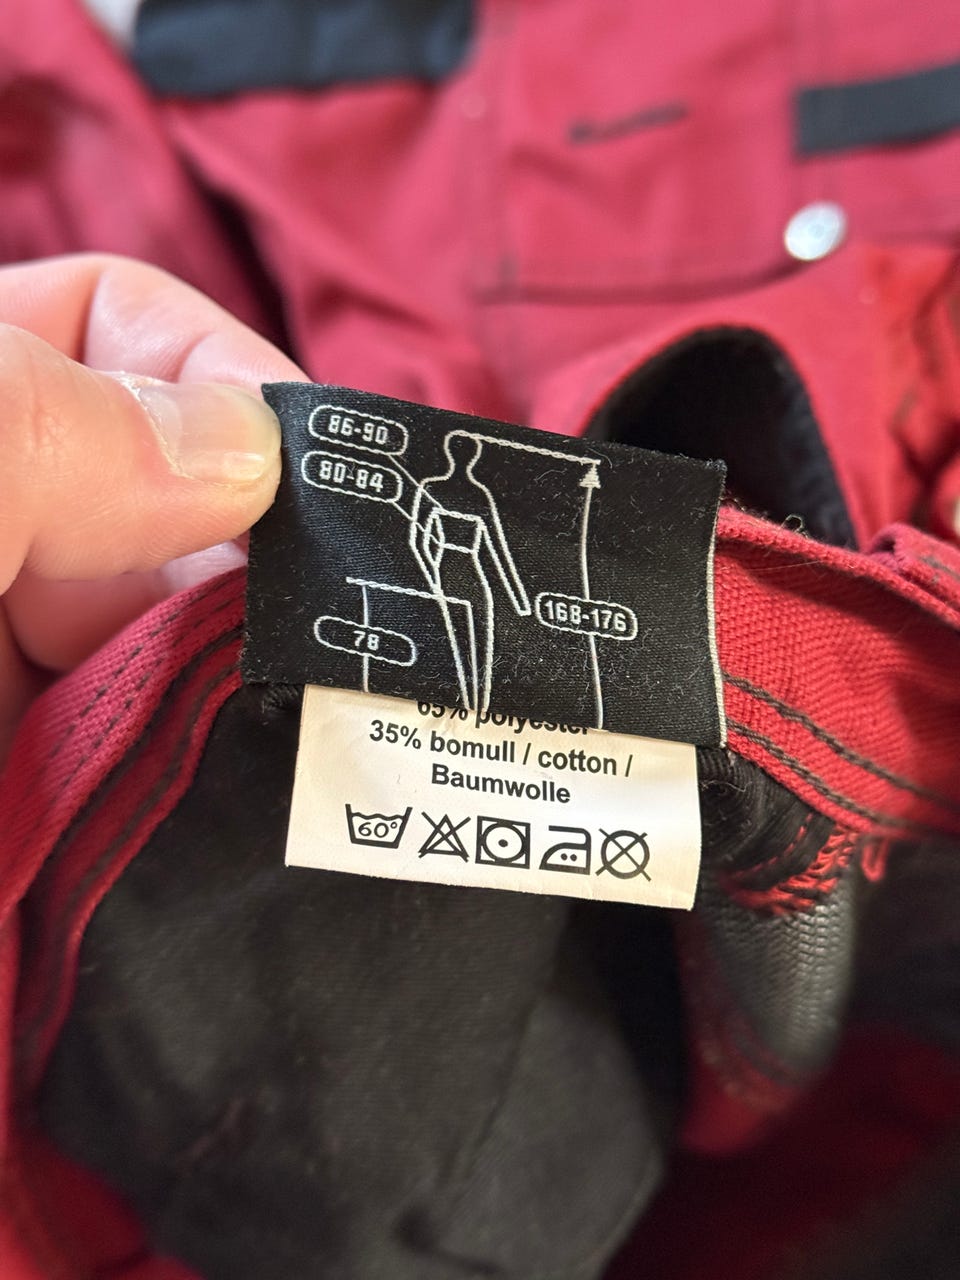 86-90
80-84
168-176
78
65% polyester
35% bomull / cotton /
Baumwolle
60°